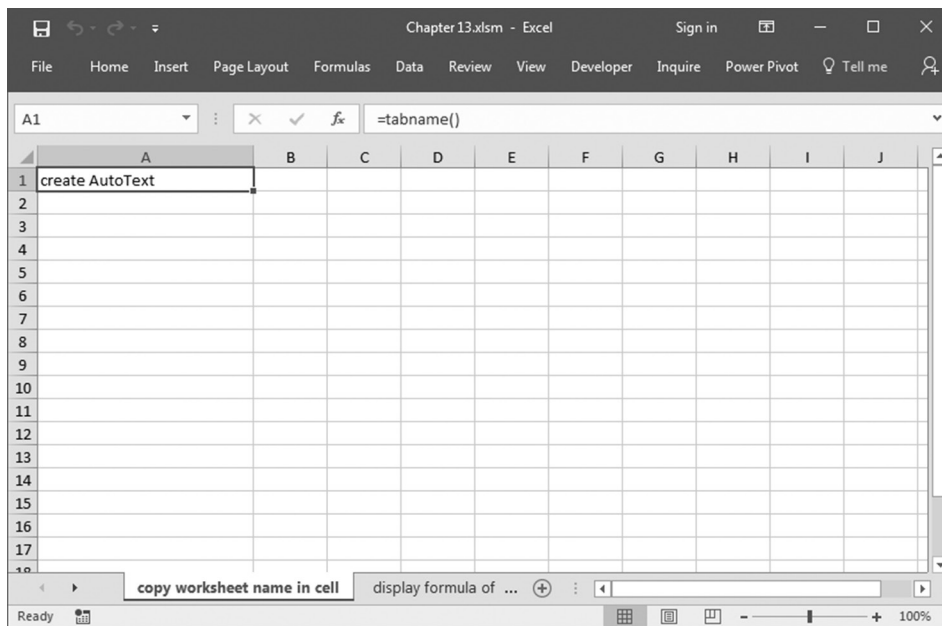 Chapter 13.xlsm - Excel Sign in
File Home Insert Page Layout Formulas Data Review View Developer Inquire Power Pivot Tell me
A1 fx =tabname()
A B C D E F G H I J
1 create AutoText
2
3
4
5
6
7
8
9
10
11
12
13
14
15
16
17
18
copy worksheet name in cell display formula of ...
Ready 100%